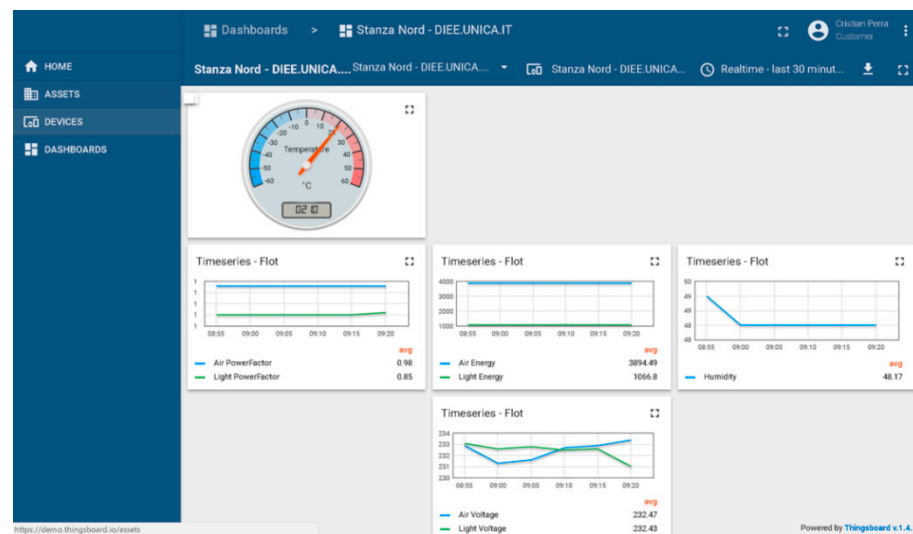 Dashboards > Stanza Nord - DIEE.UNICA.IT
Cristian Perra
Customer
HOME
ASSETS
DEVICES
DASHBOARDS
Stanza Nord - DIEE.UNICA.... Stanza Nord - DIEE.UNICA.... Stanza Nord - DIEE.UNICA... Realtime - last 30 minut...
-10 0 10
-20 20
30
-40 40
-50 50
-60 60
Temperature
°C
Timeseries - Flot
1
1
1
1
1
08:55 09:00 09:05 09:10 09:15 09:20
avg
Air PowerFactor 0.98
Light PowerFactor 0.85
Timeseries - Flot
4000
3000
2000
1000
08:55 09:00 09:05 09:10 09:15 09:20
avg
Air Energy 3894.49
Light Energy 1066.8
Timeseries - Flot
50
49
49
48
48
08:55 09:00 09:05 09:10 09:15 09:20
avg
Humidity 48.17
Timeseries - Flot
234
233
232
231
230
08:55 09:00 09:05 09:10 09:15 09:20
avg
Air Voltage 232.47
Light Voltage 232.43
https://demo.thingsboard.io/assets
Powered by Thingsboard v.1.4.